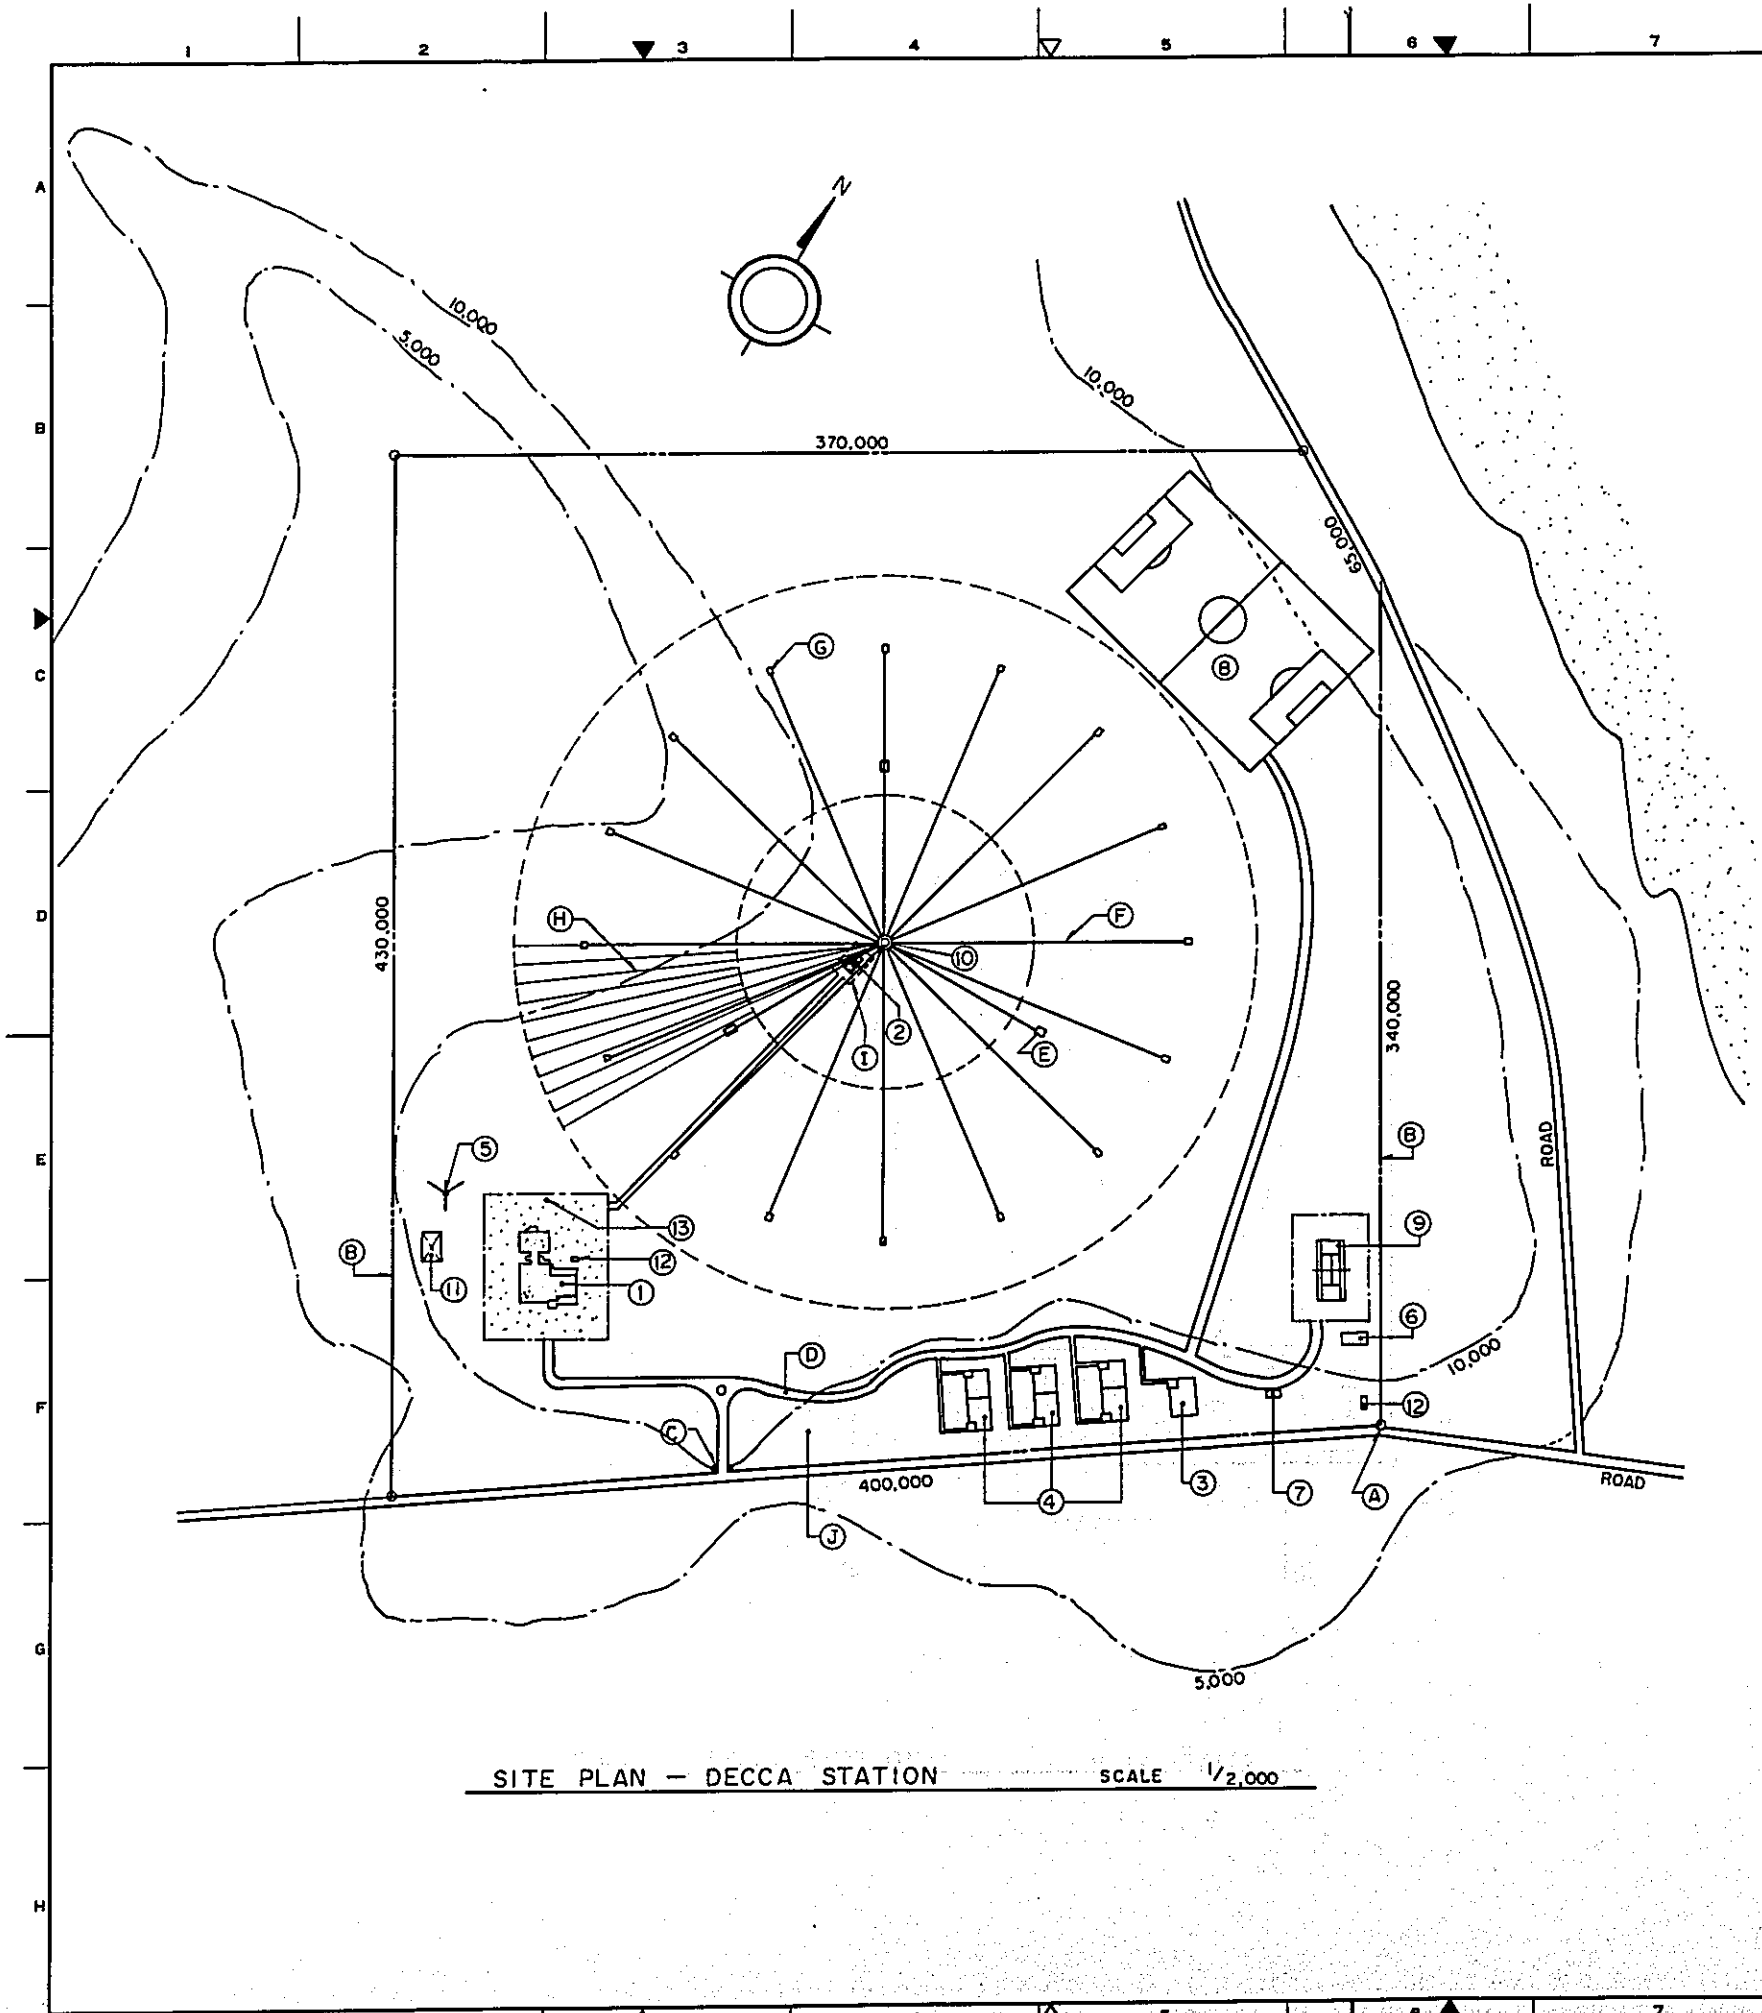 1 2 3 4 5 6 7
A
N
10,000
5,000
10,000
B
370,000
65,000
G
C
8
D
430,000
H
F
10
2
I
E
340,000
ROAD
B
E
5
13
9
B
12
11
1
6
D
10,000
F
12
C
400,000
ROAD
4
3
7
A
J
G
5,000
SITE PLAN — DECCA STATION SCALE 1/2,000
H